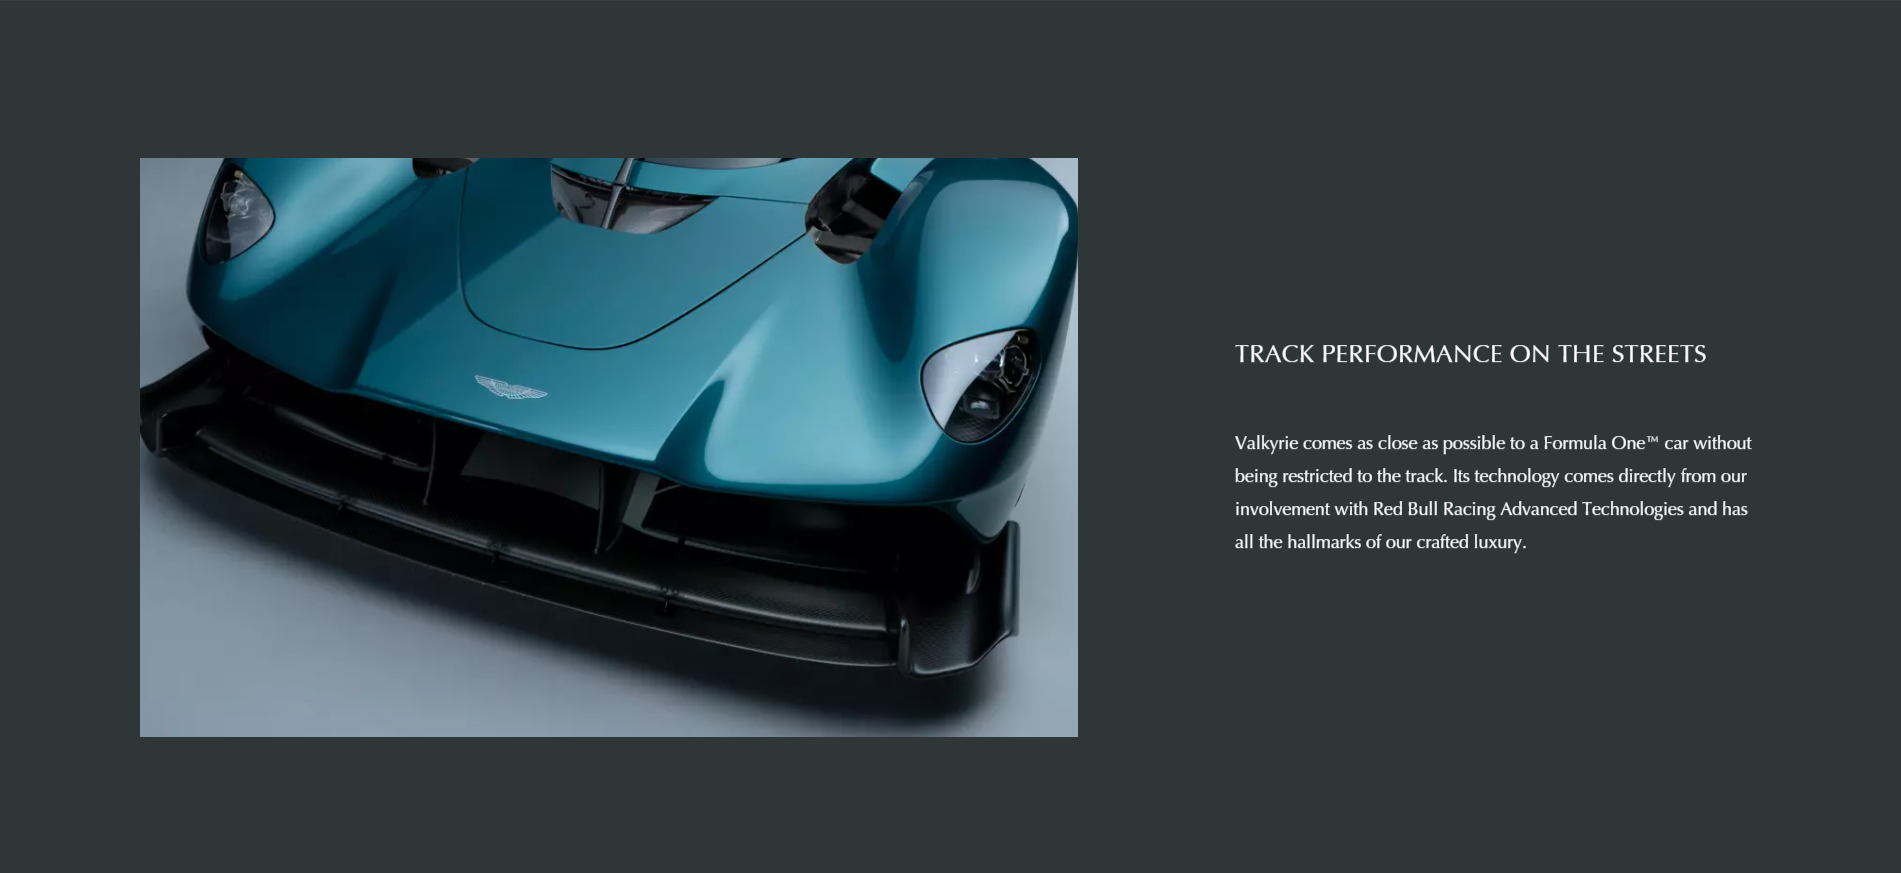 TRACK PERFORMANCE ON THE STREETS
Valkyrie comes as close as possible to a Formula One™ car without
being restricted to the track. Its technology comes directly from our
involvement with Red Bull Racing Advanced Technologies and has
all the hallmarks of our crafted luxury.